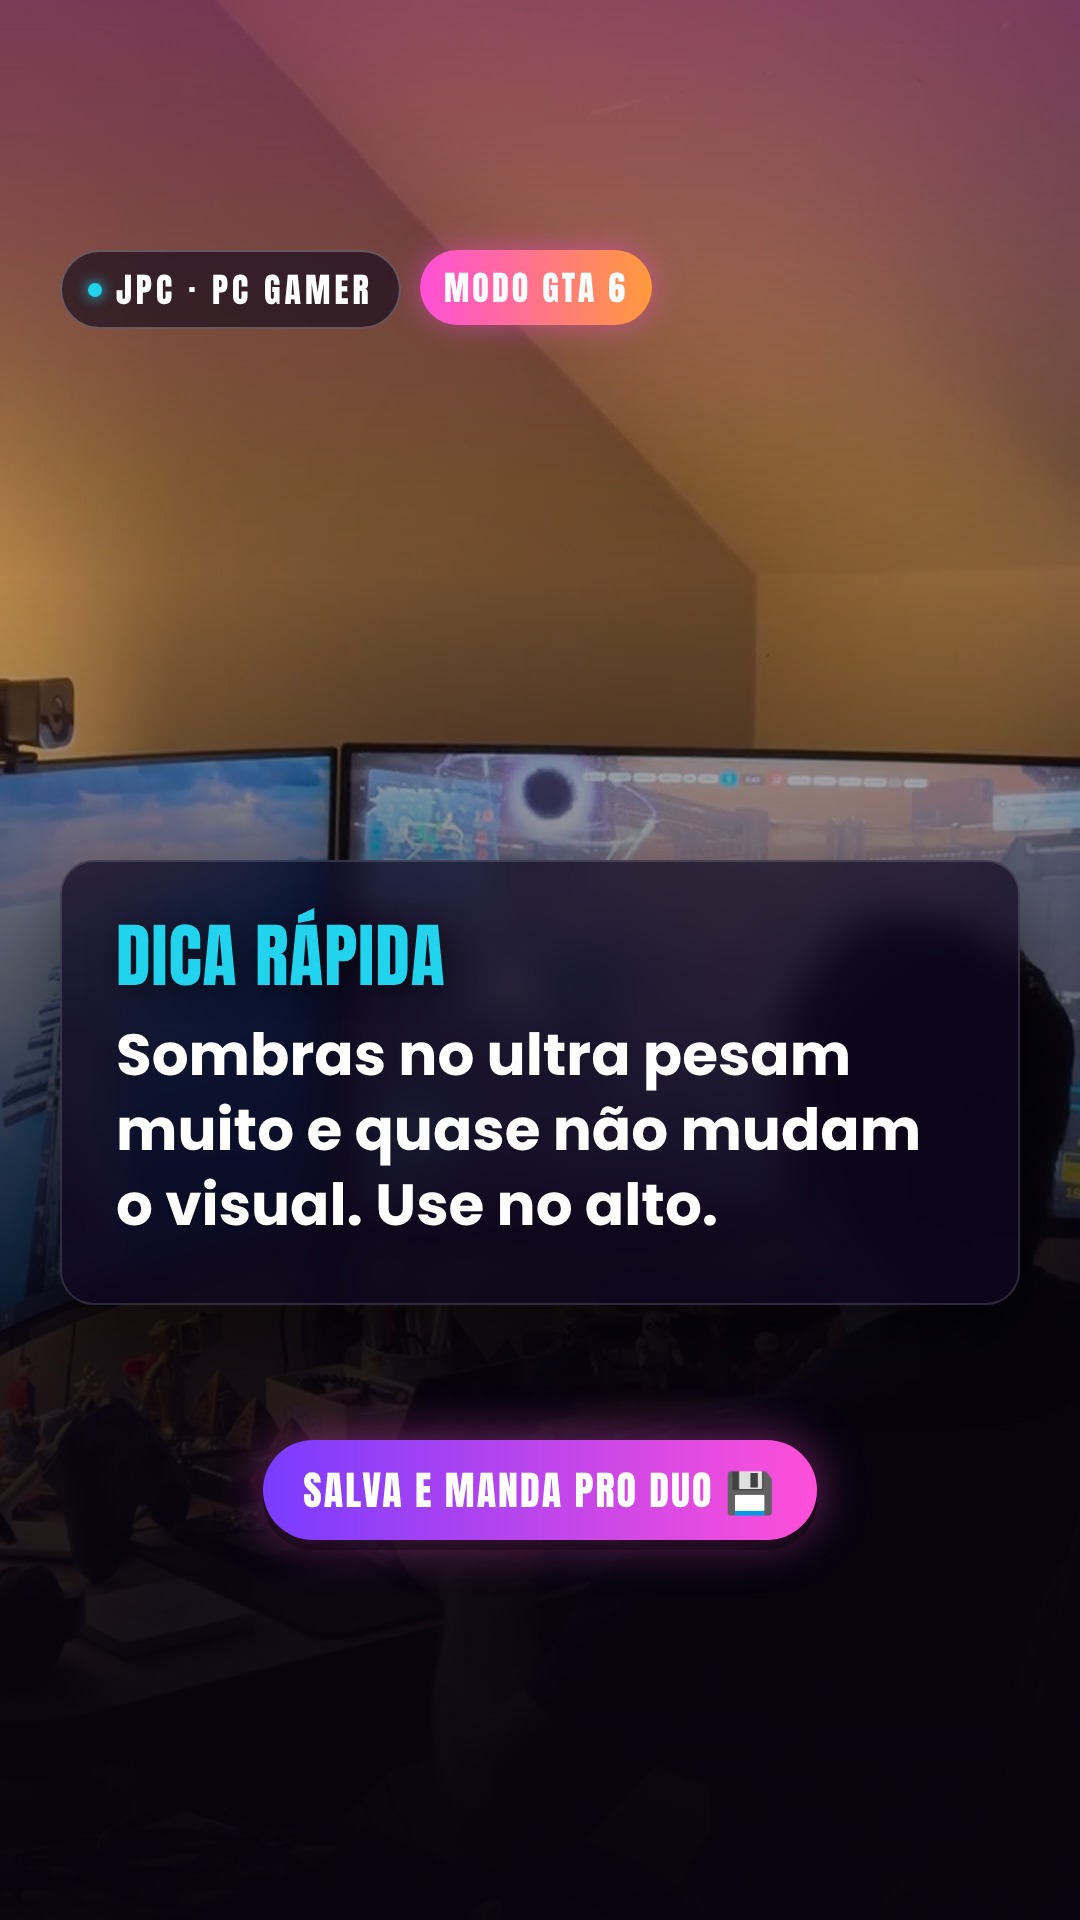 JPC · PC GAMER
MODO GTA 6
DICA RÁPIDA
Sombras no ultra pesam
muito e quase não mudam
o visual. Use no alto.
SALVA E MANDA PRO DUO 💾